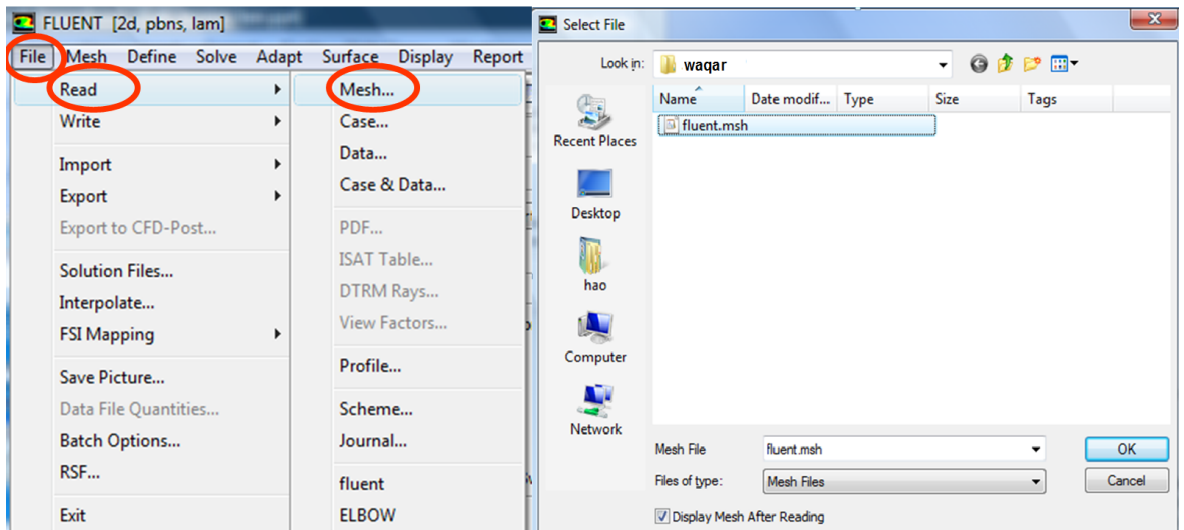 FLUENT [2d, pbns, lam]
File Mesh Define Solve Adapt Surface Display Report
Read
Write
Import
Export
Export to CFD-Post...
Solution Files...
Interpolate...
FSI Mapping
Save Picture...
Data File Quantities...
Batch Options...
RSF...
Exit
Mesh...
Case...
Data...
Case & Data...
PDF...
ISAT Table...
DTRM Rays...
View Factors...
Profile...
Scheme...
Journal...
fluent
ELBOW
Select File
Look in: waqar
Name Date modif... Type Size Tags
fluent.msh
Recent Places
Desktop
hao
Computer
Network
Mesh File fluent.msh OK
Files of type: Mesh Files Cancel
Display Mesh After Reading